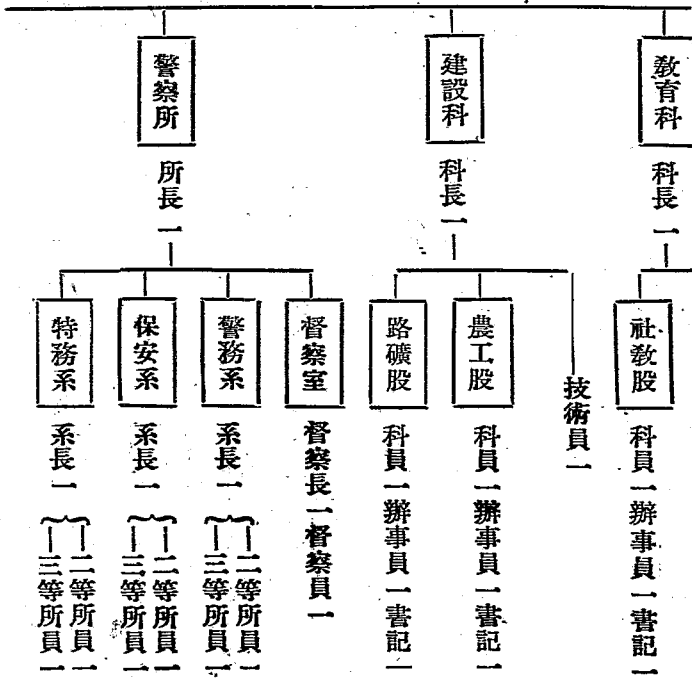 教育科
科長一
社教股
科員一辦事員一書記一
建設科
科長一
技術員一
農工股
科員一辦事員一書記一
路礦股
科員一辦事員一書記一
警察所
所長一
督察室
督察長一督察員一
警務系
系長一
二等所員一
三等所員一
保安系
系長一
二等所員一
三等所員一
特務系
系長一
二等所員一
三等所員一